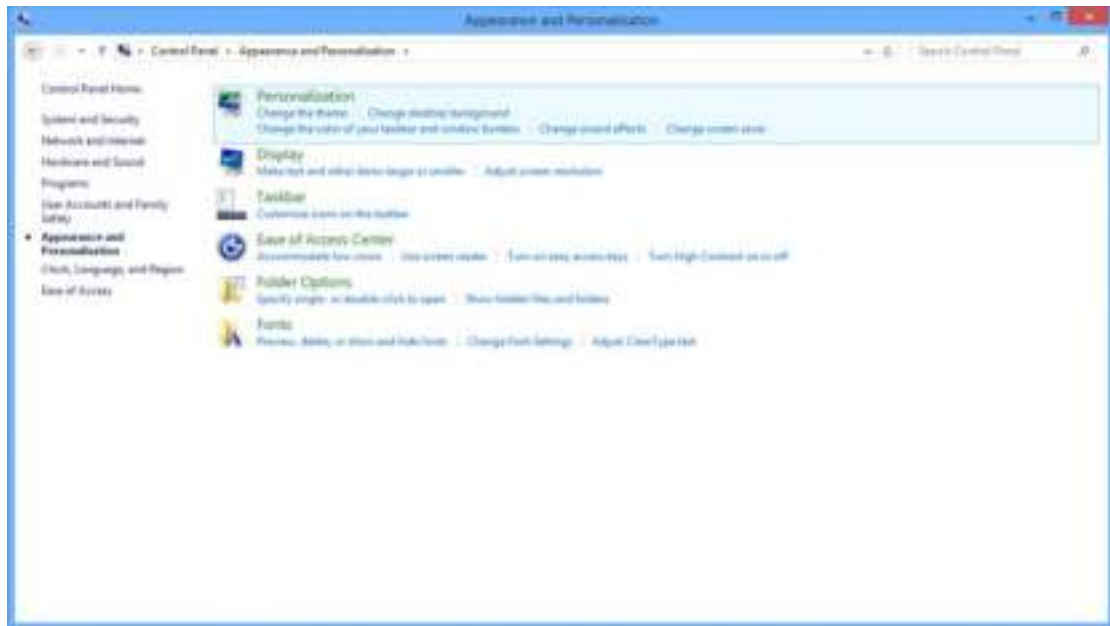 Appearance and Personalization
Control Panel › Appearance and Personalization ›
Search Control Panel
Control Panel Home
System and Security
Network and Internet
Hardware and Sound
Programs
User Accounts and Family
Safety
Appearance and
Personalization
Clock, Language, and Region
Ease of Access
Personalization
Change the theme Change desktop background
Change the color of your taskbar and window borders Change sound effects Change screen saver
Display
Make text and other items larger or smaller Adjust screen resolution
Taskbar
Customize icons on the taskbar
Ease of Access Center
Accommodate low vision Use screen reader Turn on easy access keys Turn High Contrast on or off
Folder Options
Specify single- or double-click to open Show hidden files and folders
Fonts
Preview, delete, or show and hide fonts Change Font Settings Adjust ClearType text